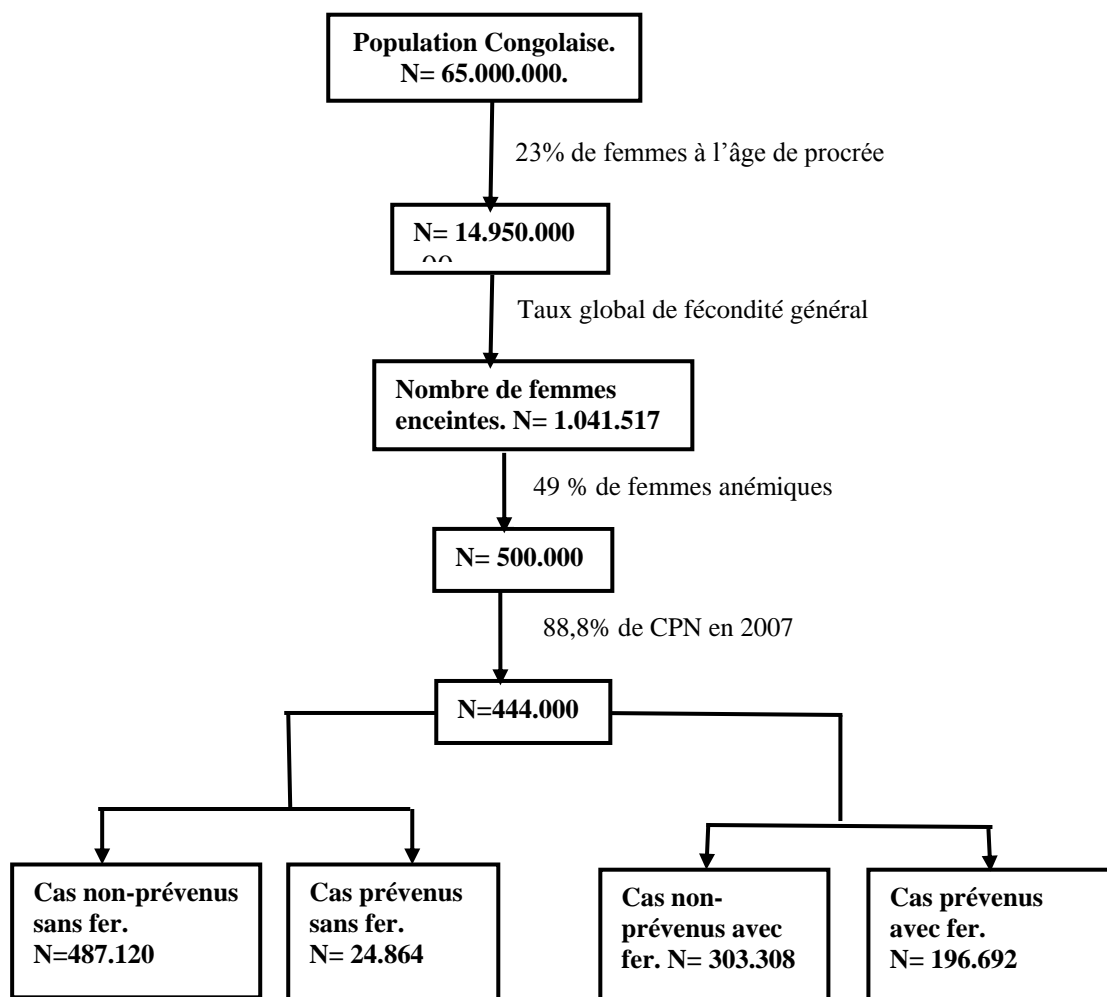 Population Congolaise.
N= 65.000.000.
23% de femmes à l’âge de procrée
N= 14.950.000
Taux global de fécondité général
Nombre de femmes
enceintes. N= 1.041.517
49 % de femmes anémiques
N= 500.000
88,8% de CPN en 2007
N=444.000
Cas non-prévenus
sans fer.
N=487.120
Cas prévenus
sans fer.
N= 24.864
Cas non-
prévenus avec
fer. N= 303.308
Cas prévenus
avec fer.
N= 196.692